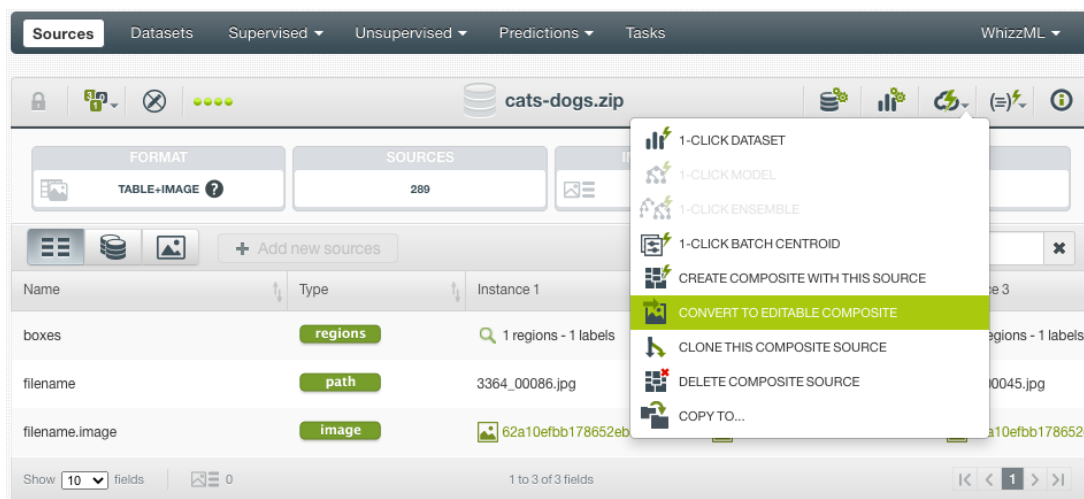 Sources Datasets Supervised Unsupervised Predictions Tasks WhizzML
cats-dogs.zip
1-CLICK DATASET
FORMAT SOURCES
TABLE+IMAGE ? 289
1-CLICK MODEL
1-CLICK ENSEMBLE
+ Add new sources
1-CLICK BATCH CENTROID
Name Type Instance 1
CREATE COMPOSITE WITH THIS SOURCE
CONVERT TO EDITABLE COMPOSITE
boxes regions 1 regions - 1 labels
CLONE THIS COMPOSITE SOURCE
filename path 3364_00086.jpg
DELETE COMPOSITE SOURCE
00045.jpg
COPY TO...
filename.image image 62a10efbb178652eb
a10efbb178652
Show 10 fields 0 1 to 3 of 3 fields 1